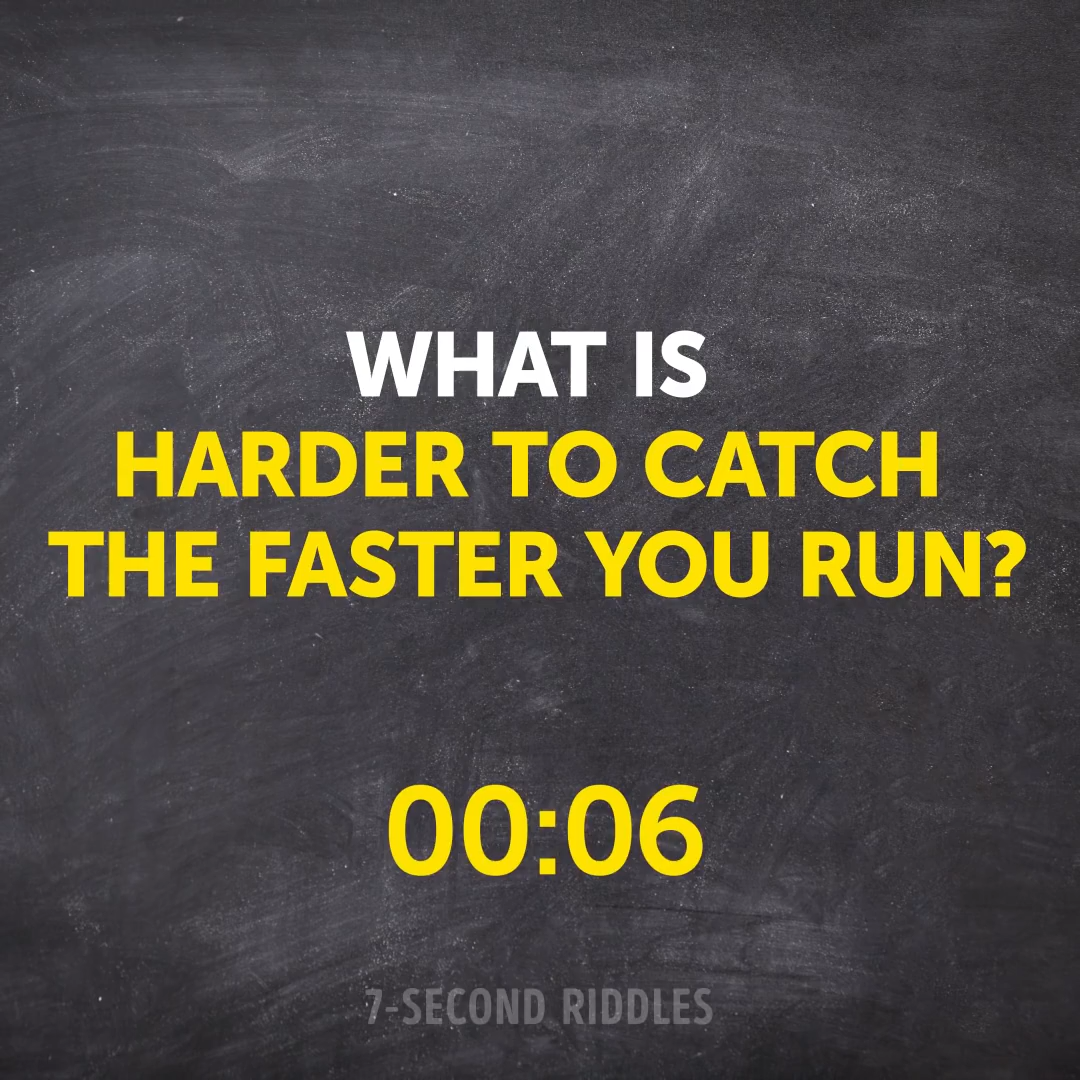 WHAT IS
HARDER TO CATCH
THE FASTER YOU RUN?
00:06
7-SECOND RIDDLES